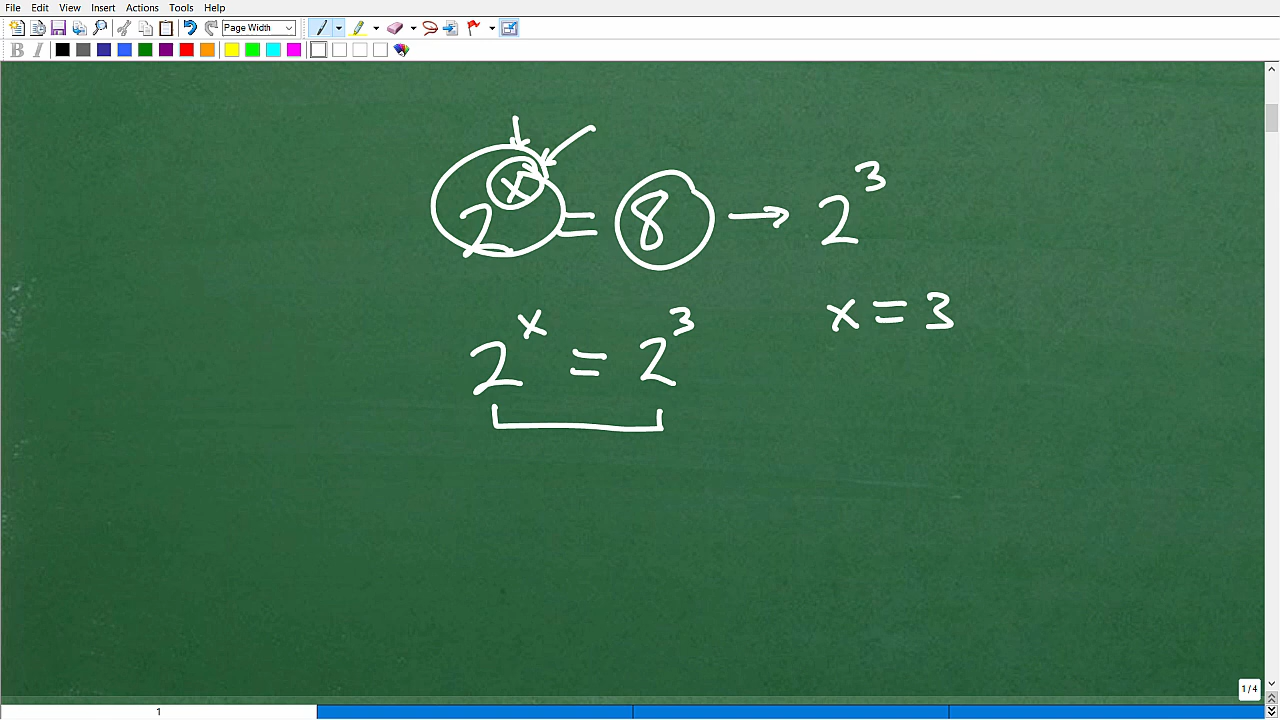 File Edit View Insert Actions Tools Help
Page Width
B I
2^x = 8 → 2^3
x = 3
2^x = 2^3
1/4
1